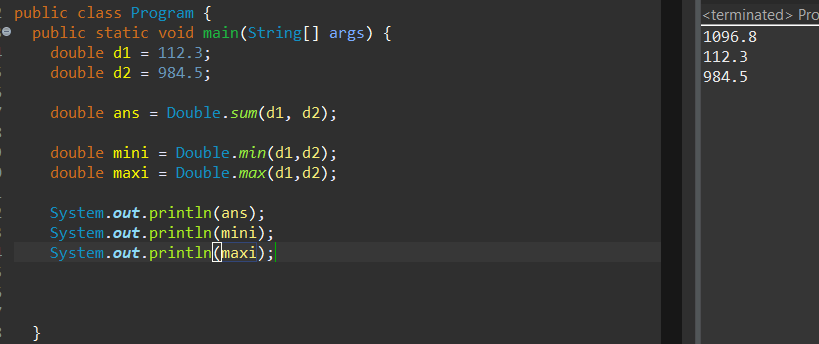 public class Program {
public static void main(String[] args) {
double d1 = 112.3;
double d2 = 984.5;
double ans = Double.sum(d1, d2);
double mini = Double.min(d1,d2);
double maxi = Double.max(d1,d2);
System.out.println(ans);
System.out.println(mini);
System.out.println(maxi);
}
<terminated> Pro
1096.8
112.3
984.5